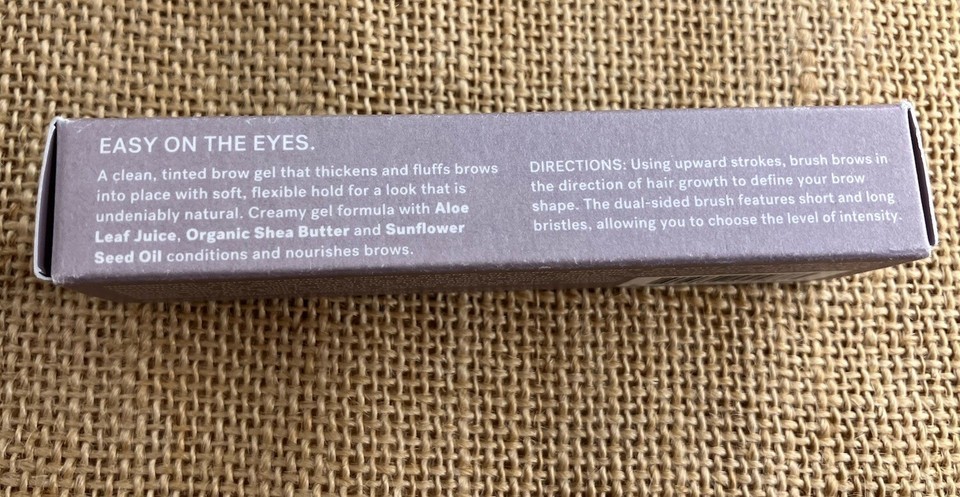 EASY ON THE EYES.
A clean, tinted brow gel that thickens and fluffs brows
into place with soft, flexible hold for a look that is
undeniably natural. Creamy gel formula with Aloe
Leaf Juice, Organic Shea Butter and Sunflower
Seed Oil conditions and nourishes brows.
DIRECTIONS: Using upward strokes, brush brows in
the direction of hair growth to define your brow
shape. The dual-sided brush features short and long
bristles, allowing you to choose the level of intensity.